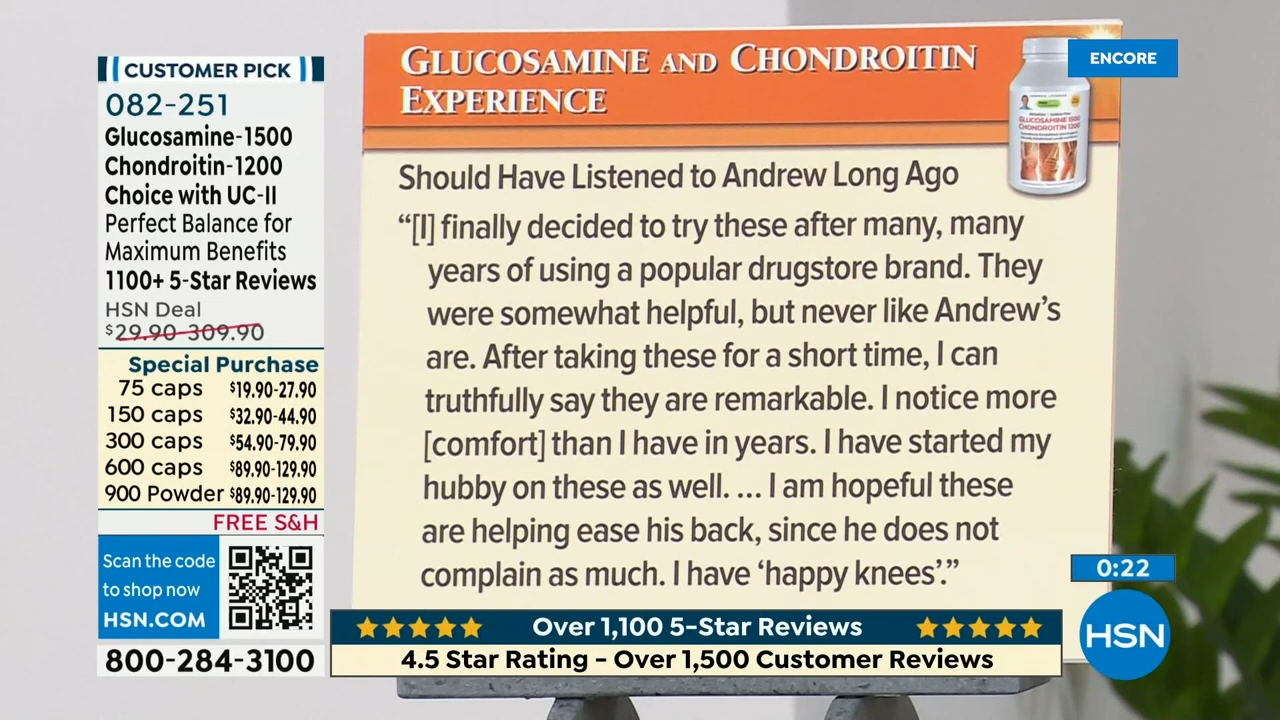 CUSTOMER PICK
082-251
Glucosamine-1500
Chondroitin-1200
Choice with UC-II
Perfect Balance for
Maximum Benefits
1100+ 5-Star Reviews
HSN Deal
$29.90-309.90
Special Purchase
75 caps $19.90-27.90
150 caps $32.90-44.90
300 caps $54.90-79.90
600 caps $89.90-129.90
900 Powder $89.90-129.90
FREE S&H
Scan the code
to shop now
HSN.COM
800-284-3100
GLUCOSAMINE AND CHONDROITIN
EXPERIENCE
GLUCOSAMINE 1500
CHONDROITIN 1200
ENCORE
Should Have Listened to Andrew Long Ago
“[I] finally decided to try these after many, many
years of using a popular drugstore brand. They
were somewhat helpful, but never like Andrew’s
are. After taking these for a short time, I can
truthfully say they are remarkable. I notice more
[comfort] than I have in years. I have started my
hubby on these as well. ... I am hopeful these
are helping ease his back, since he does not
complain as much. I have ‘happy knees’.”
0:22
HSN
Over 1,100 5-Star Reviews
4.5 Star Rating – Over 1,500 Customer Reviews